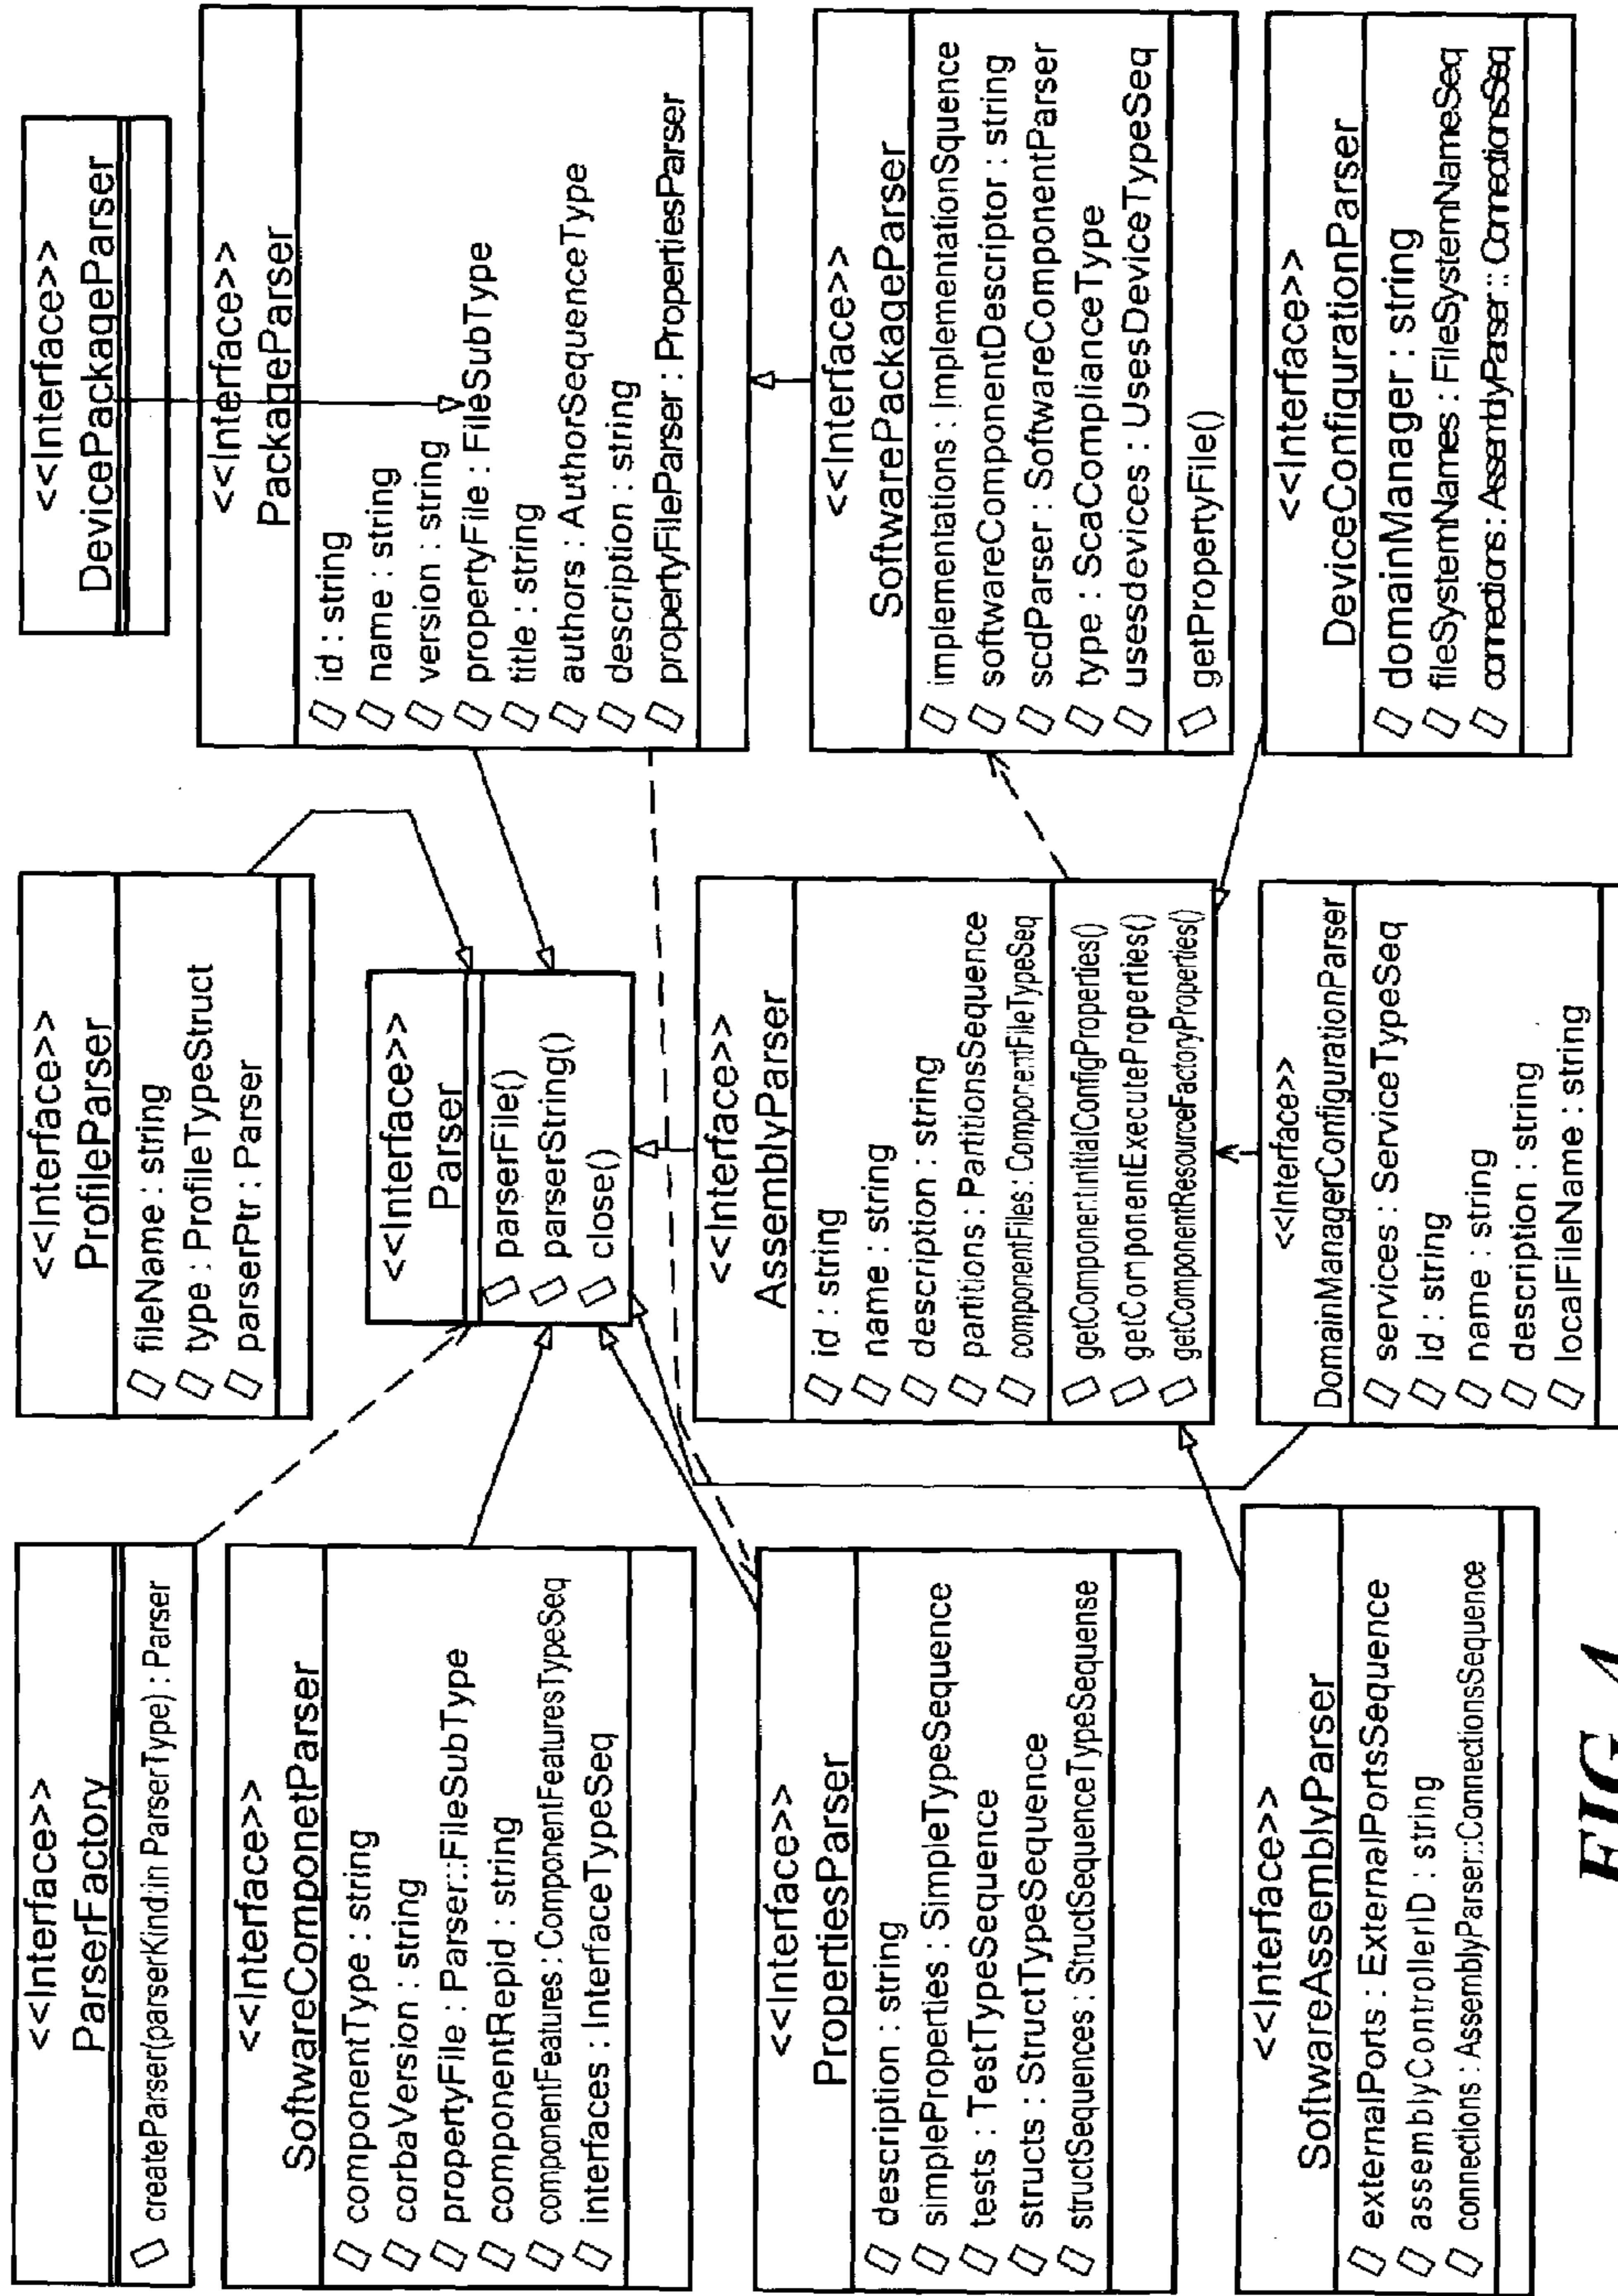 <<Interface>>
ParserFactory
createParser(parserKind:in ParserType) : Parser
<<Interface>>
SoftwareComponetParser
componentType : string
corbaVersion : string
propertyFile : Parser::FileSubType
componentRepid : string
componentFeatures : ComponentFeaturesTypeSeq
interfaces : InterfaceTypeSeq
<<Interface>>
PropertiesParser
description : string
simpleProperties : SimpleTypeSequence
tests : TestTypeSequence
structs : StructTypeSequence
structSequences : StructSequenceTypeSequense
<<Interface>>
SoftwareAssemblyParser
externalPorts : ExternalPortsSequence
assemblyControllerID : string
connections : AssemblyParser::ConnectionsSequence
<<Interface>>
ProfileParser
fileName : string
type : ProfileTypeStruct
parserPtr : Parser
<<Interface>>
Parser
parserFile()
parserString()
close()
<<Interface>>
AssemblyParser
id : string
name : string
description : string
partitions : PartitionsSequence
componentFiles : ComponentFileTypeSeq
getComponentInitialConfigProperties()
getComponentExecuteProperties()
getComponentResourceFactoryProperties()
<<Interface>>
DomainManagerConfigurationParser
services : ServiceTypeSeq
id : string
name : string
description : string
localFileName : string
<<Interface>>
DevicePackageParser
<<Interface>>
PackageParser
id : string
name : string
version : string
propertyFile : FileSubType
title : string
authors : AuthorSequenceType
description : string
propertyFileParser : PropertiesParser
<<Interface>>
SoftwarePackageParser
implementations : ImplementationSquence
softwareComponentDescriptor : string
scdParser : SoftwareComponentParser
type : ScaComplianceType
usesdevices : UsesDeviceTypeSeq
getPropertyFile()
<<Interface>>
DeviceConfigurationParser
domainManager : string
fileSystemNames : FileSystemNameSeq
connections : AssemblyParser :: ConnectionsSeq
FIG. 4